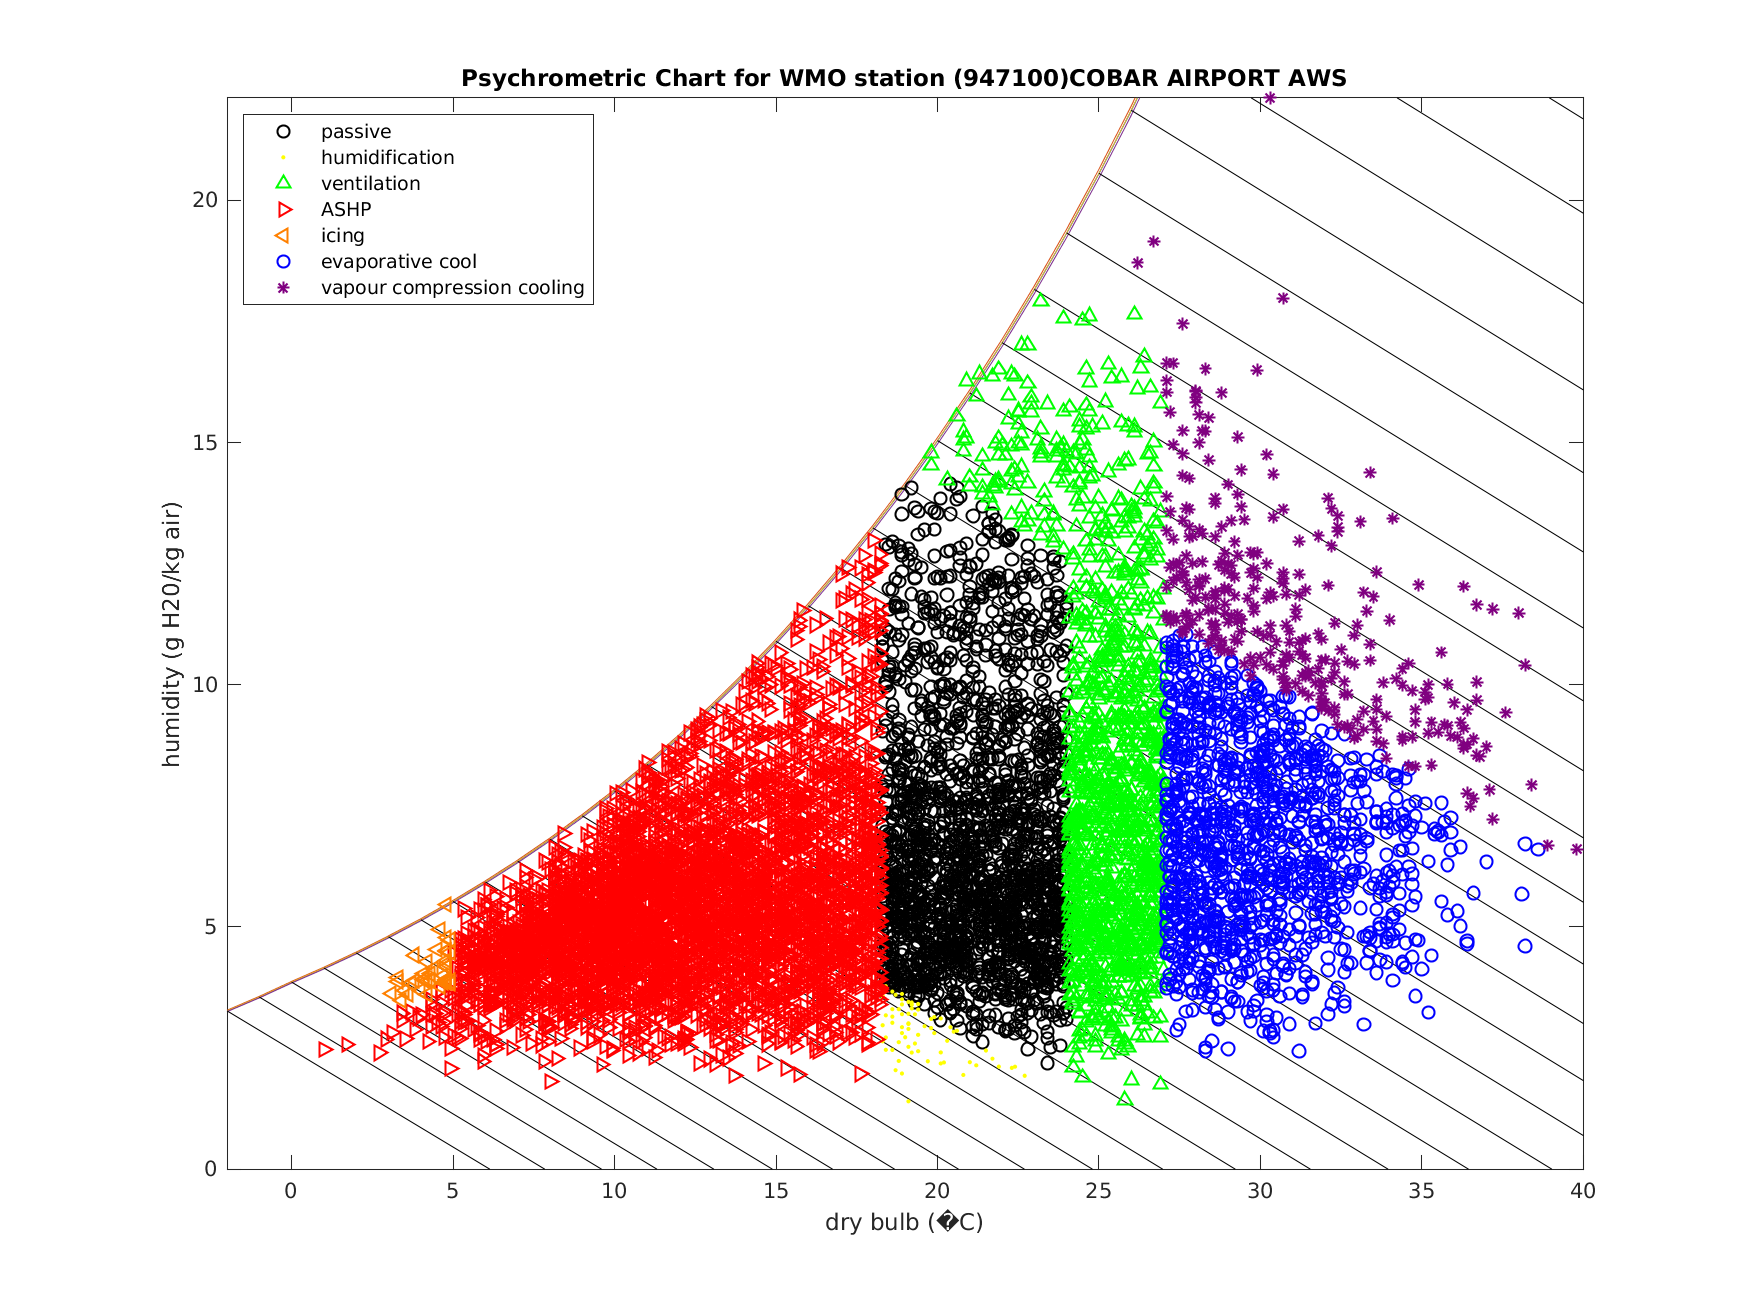 Psychrometric Chart for WMO station (947100)COBAR AIRPORT AWS
passive
humidification
ventilation
ASHP
icing
evaporative cool
vapour compression cooling
humidity (g H20/kg air)
20
15
10
5
0
0 5 10 15 20 25 30 35 40
dry bulb (�C)